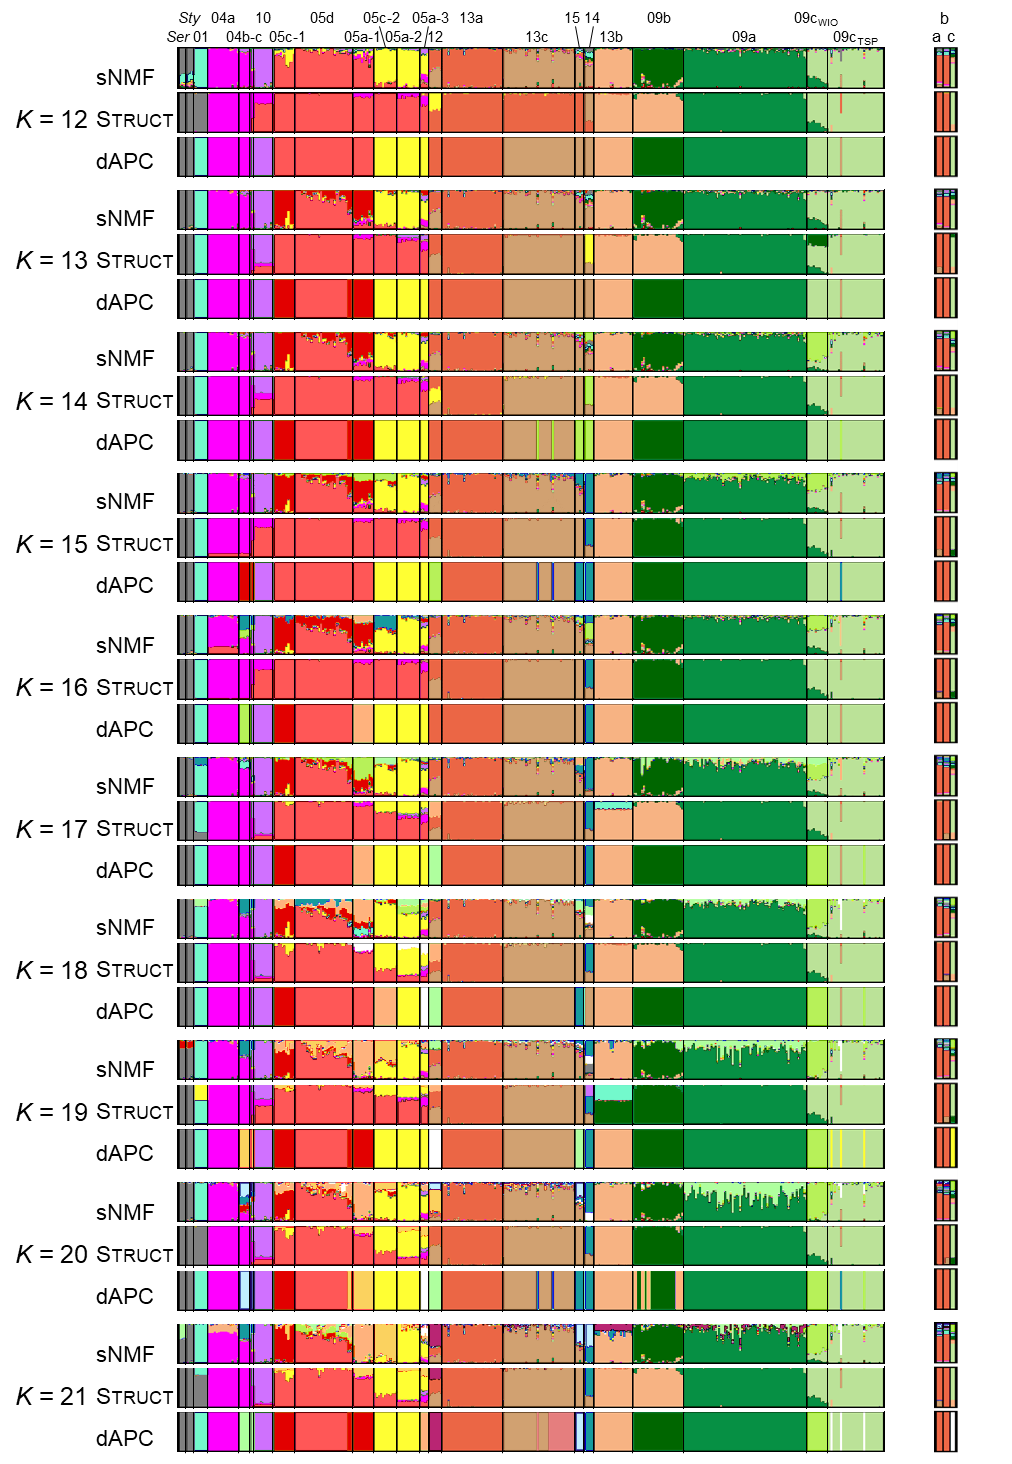 Sty 04a 10 05d 05c-2 05a-3 13a 15 14 09b 09cWIO b
Ser 01 04b-c 05c-1 05a-1 05a-2 12 13c 13b 09a 09cTSP a c
sNMF
K = 12 STRUCT
dAPC
sNMF
K = 13 STRUCT
dAPC
sNMF
K = 14 STRUCT
dAPC
sNMF
K = 15 STRUCT
dAPC
sNMF
K = 16 STRUCT
dAPC
sNMF
K = 17 STRUCT
dAPC
sNMF
K = 18 STRUCT
dAPC
sNMF
K = 19 STRUCT
dAPC
sNMF
K = 20 STRUCT
dAPC
sNMF
K = 21 STRUCT
dAPC